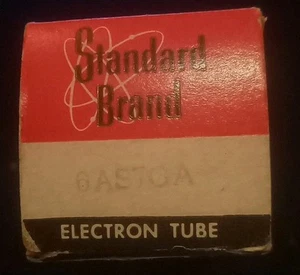 Standard
Brand
6AS7GA
ELECTRON TUBE